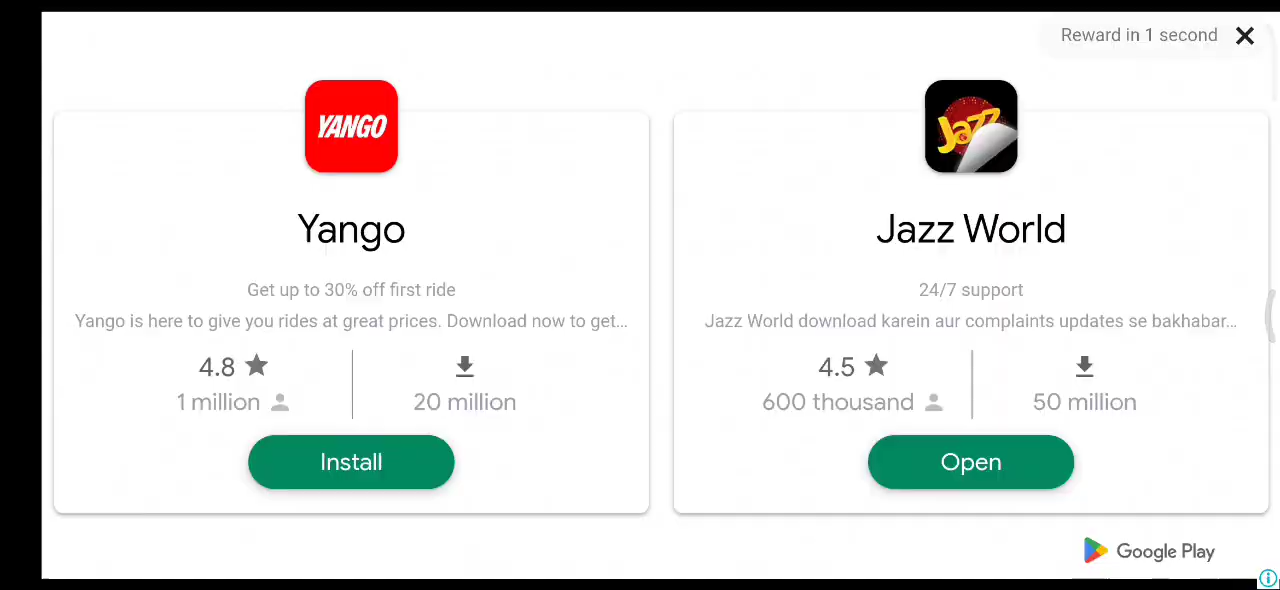 Reward in 1 second
YANGO
Yango
Get up to 30% off first ride
Yango is here to give you rides at great prices. Download now to get...
4.8
1 million
20 million
Install
Jazz
Jazz World
24/7 support
Jazz World download karein aur complaints updates se bakhabar...
4.5
600 thousand
50 million
Open
Google Play